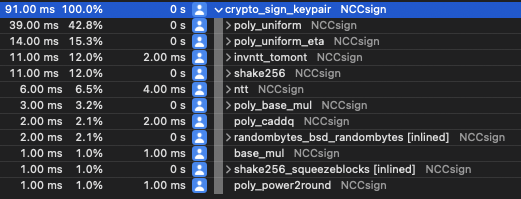 91.00 ms 100.0% 0 s crypto_sign_keypair NCCsign
39.00 ms 42.8% 0 s poly_uniform NCCsign
14.00 ms 15.3% 0 s poly_uniform_eta NCCsign
11.00 ms 12.0% 2.00 ms invntt_tomont NCCsign
11.00 ms 12.0% 0 s shake256 NCCsign
6.00 ms 6.5% 4.00 ms ntt NCCsign
3.00 ms 3.2% 0 s poly_base_mul NCCsign
2.00 ms 2.1% 2.00 ms poly_caddq NCCsign
2.00 ms 2.1% 0 s randombytes_bsd_randombytes [inlined] NCCsign
1.00 ms 1.0% 1.00 ms base_mul NCCsign
1.00 ms 1.0% 0 s shake256_squeezeblocks [inlined] NCCsign
1.00 ms 1.0% 1.00 ms poly_power2round NCCsign